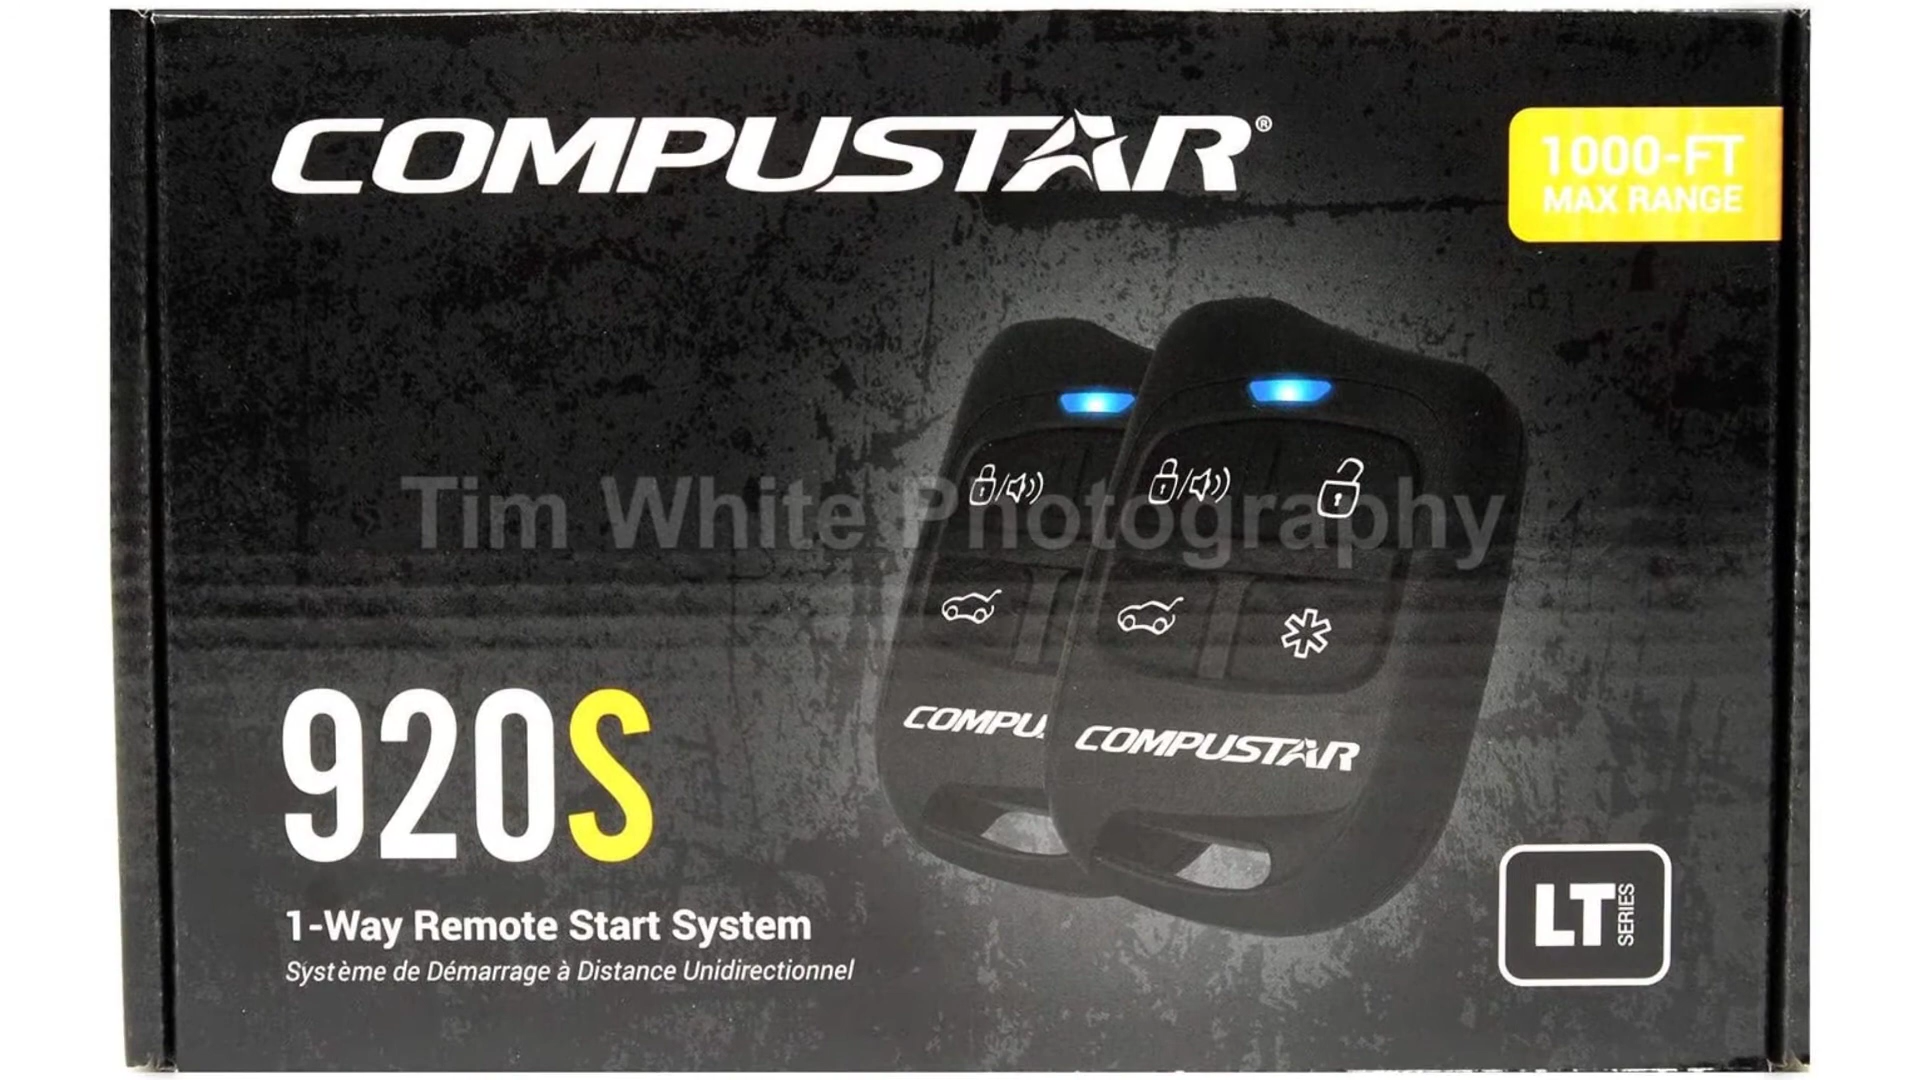 COMPUSTAR®
1000-FT
MAX RANGE
Tim White Photography
COMPU
COMPUSTAR
920S
1-Way Remote Start System
Système de Démarrage à Distance Unidirectionnel
LT SERIES